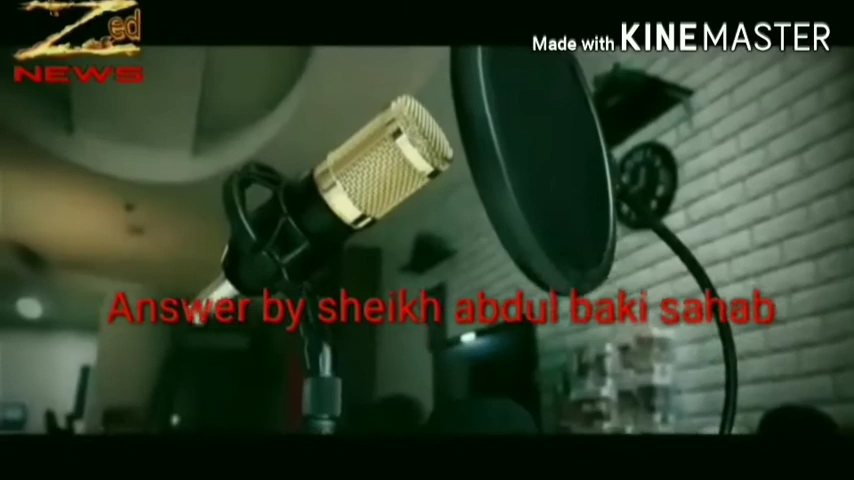 Zed
NEWS
Made with KINEMASTER
Answer by sheikh abdul baki sahab